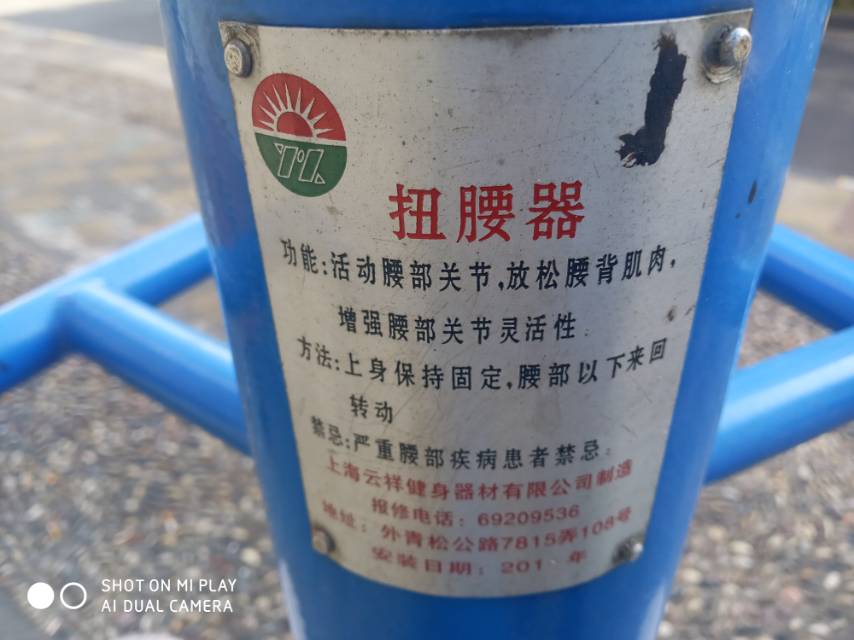 扭腰器
功能:活动腰部关节,放松腰背肌肉,
增强腰部关节灵活性.
方法:上身保持固定,腰部以下来回
转动
禁忌:严重腰部疾病患者禁忌.
上海云祥健身器材有限公司制造
报修电话: 69209536
地址: 外青松公路7815弄108号
安装日期: 201 年
SHOT ON MI PLAY
AI DUAL CAMERA